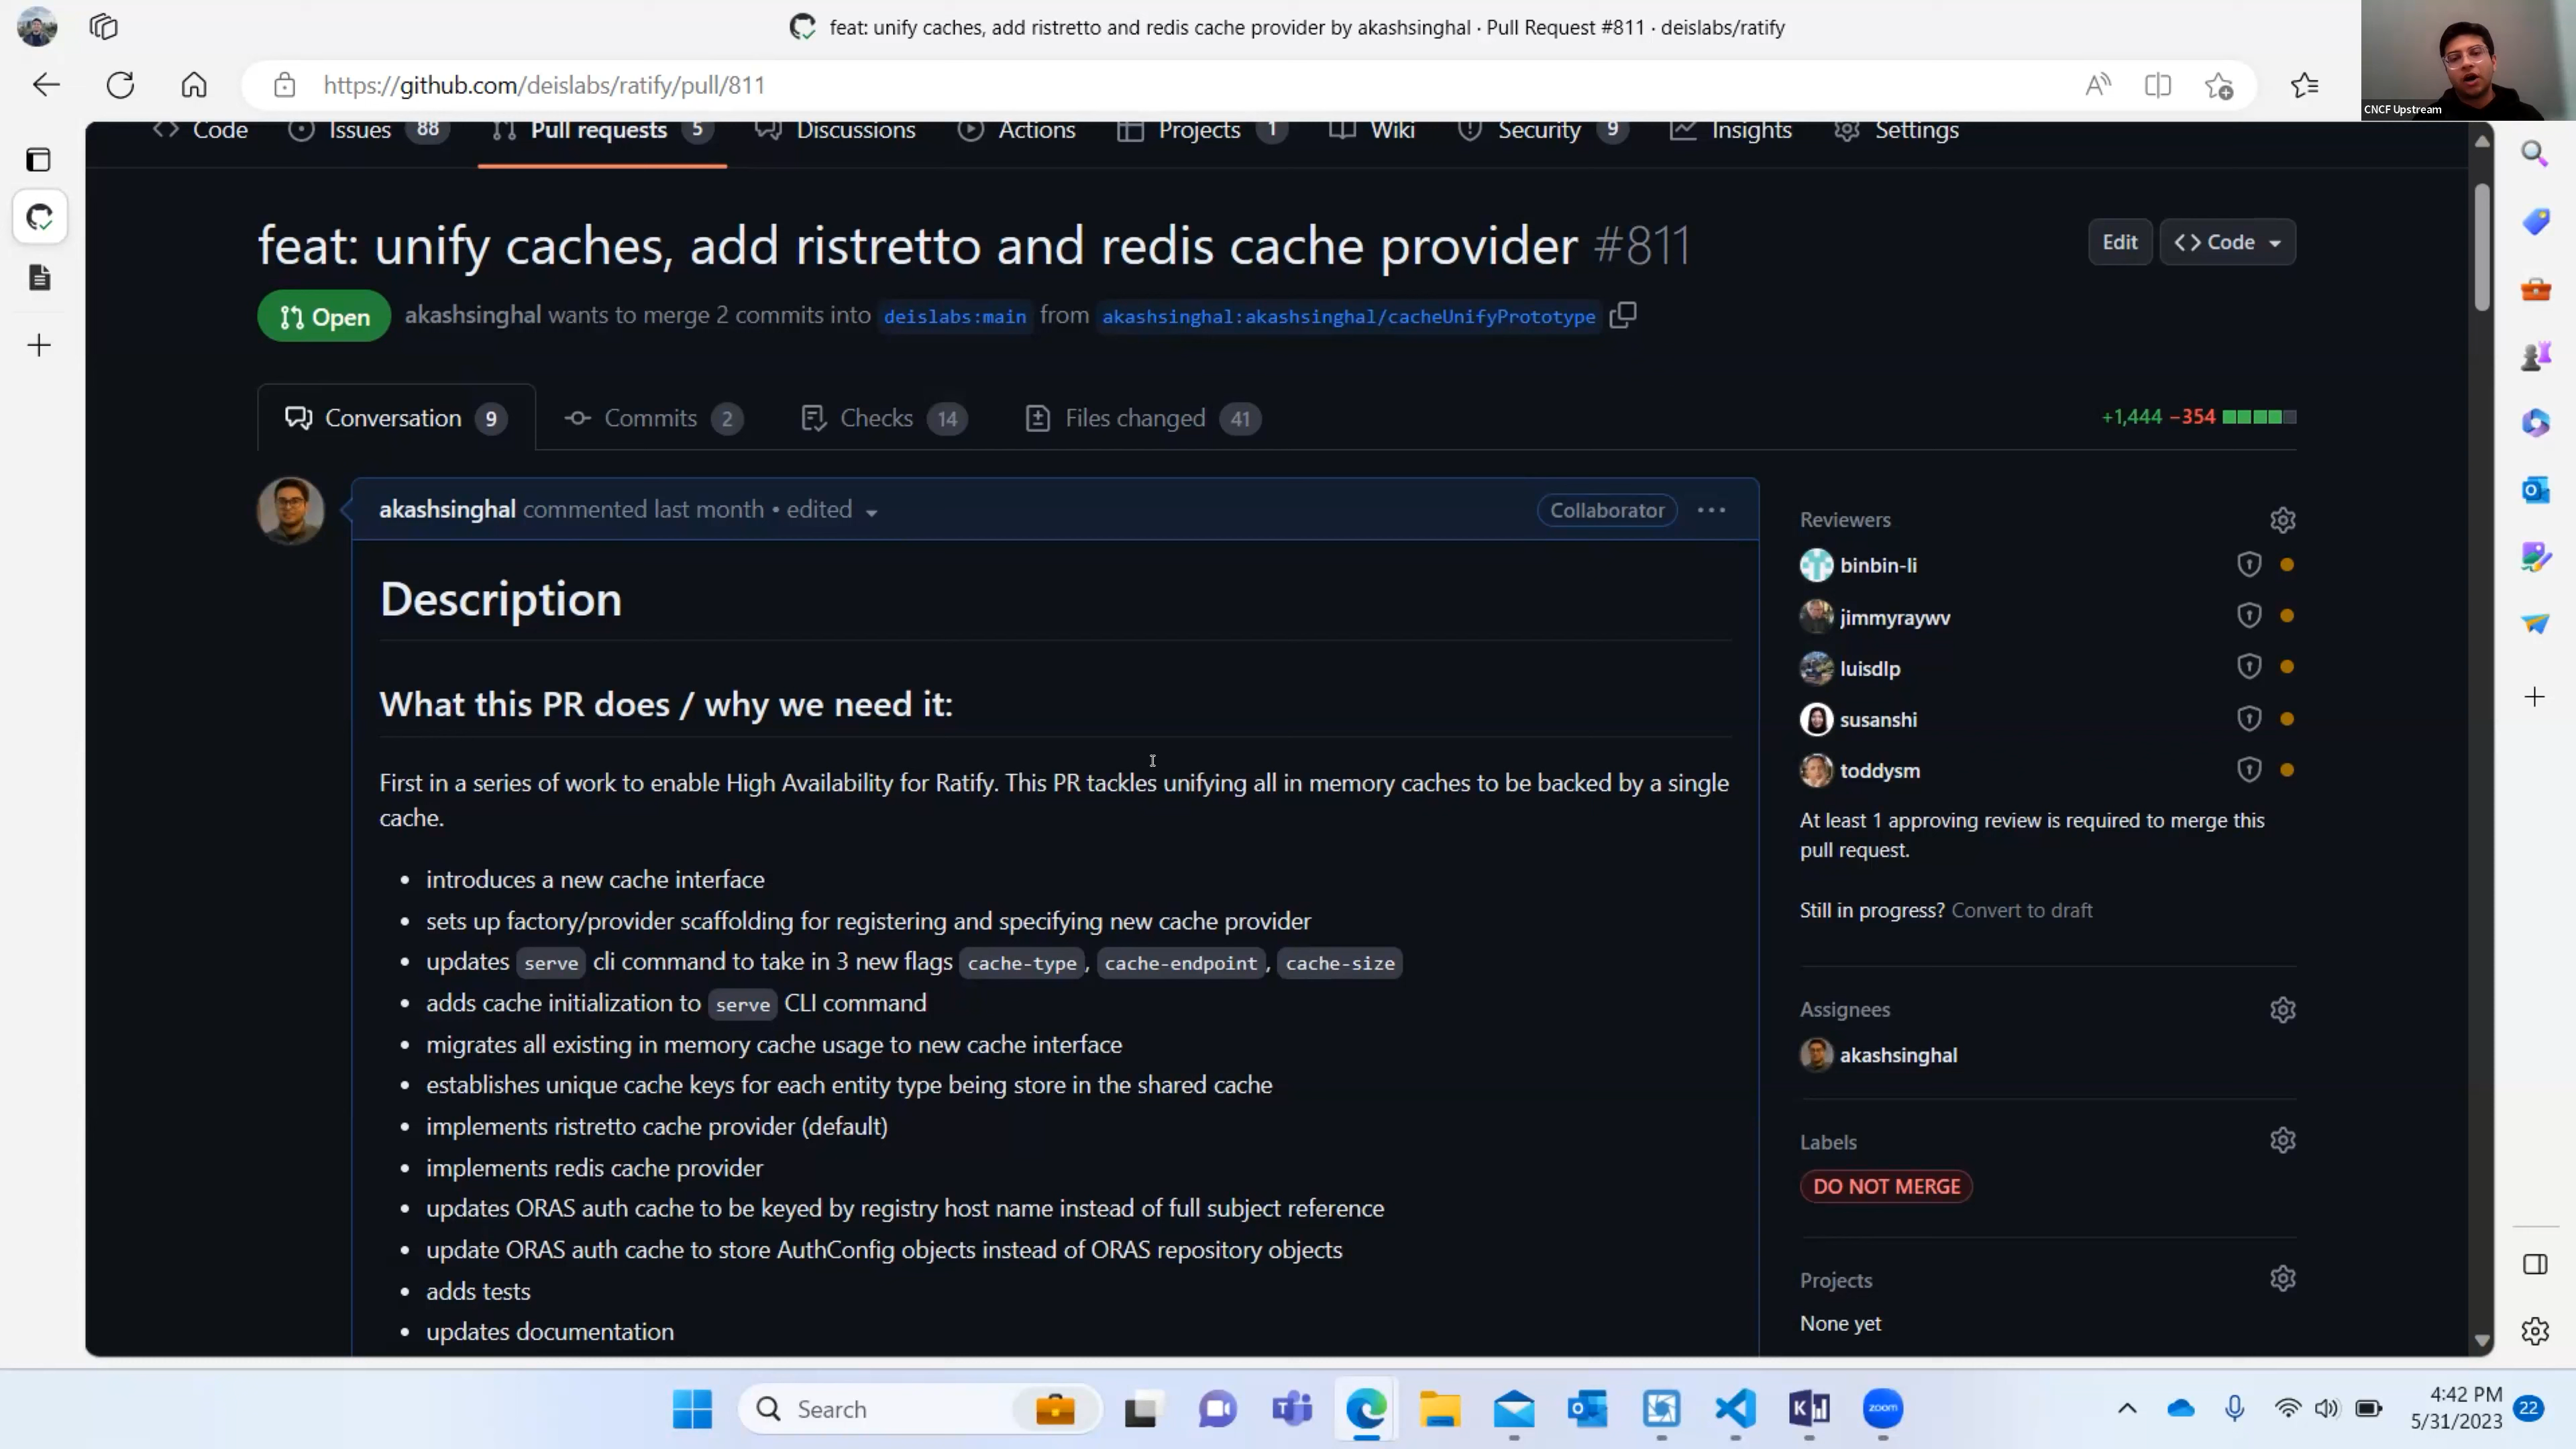 feat: unify caches, add ristretto and redis cache provider by akashsinghal · Pull Request #811 · deislabs/ratify
https://github.com/deislabs/ratify/pull/811
CNCF Upstream
Code Issues 88 Pull requests 5 Discussions Actions Projects 1 Wiki Security 9 Insights Settings
feat: unify caches, add ristretto and redis cache provider #811
Edit
Code
Open
akashsinghal wants to merge 2 commits into deislabs:main from akashsinghal:akashsinghal/cacheUnifyPrototype
Conversation 9 Commits 2 Checks 14 Files changed 41
+1,444 −354
akashsinghal commented last month • edited
Collaborator
Description
What this PR does / why we need it:
First in a series of work to enable High Availability for Ratify. This PR tackles unifying all in memory caches to be backed by a single
cache.
• introduces a new cache interface
• sets up factory/provider scaffolding for registering and specifying new cache provider
• updates serve cli command to take in 3 new flags cache-type, cache-endpoint, cache-size
• adds cache initialization to serve CLI command
• migrates all existing in memory cache usage to new cache interface
• establishes unique cache keys for each entity type being store in the shared cache
• implements ristretto cache provider (default)
• implements redis cache provider
• updates ORAS auth cache to be keyed by registry host name instead of full subject reference
• update ORAS auth cache to store AuthConfig objects instead of ORAS repository objects
• adds tests
• updates documentation
Reviewers
binbin-li
jimmyraywv
luisdlp
susanshi
toddysm
At least 1 approving review is required to merge this
pull request.
Still in progress? Convert to draft
Assignees
akashsinghal
Labels
DO NOT MERGE
Projects
None yet
Search
zoom
4:42 PM
5/31/2023
22